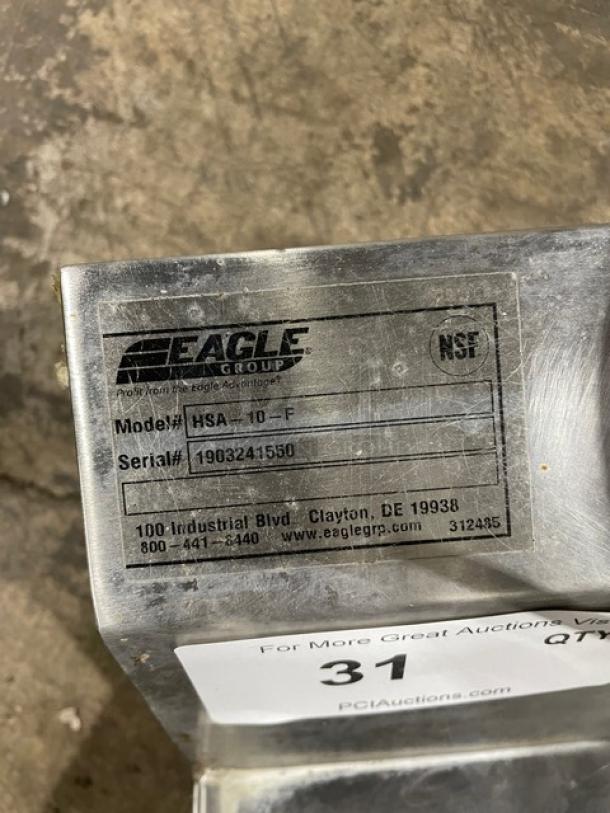 EAGLE
GROUP
®
NSF
Profit from the Eagle Advantage®
Model# HSA-10-F
Serial# 1903241550
100 Industrial Blvd Clayton, DE 19938
800-441-8440 www.eaglegrp.com 312485
For More Great Auctions Vis
31 QTY
PCIAuctions.com